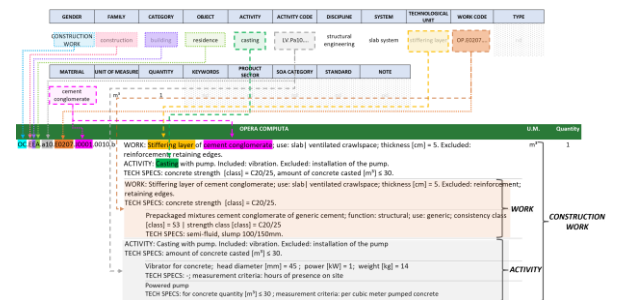 GENDER FAMILY CATEGORY OBJECT ACTIVITY ACTIVITY CODE DISCIPLINE SYSTEM TECHNOLOGICAL UNIT WORK CODE TYPE
CONSTRUCTION WORK construction building residence casting LV.Pa10... structural engineering slab system stiffering layer OP.E0207...
MATERIAL UNIT OF MEASURE QUANTITY KEYWORDS PRODUCT SECTOR SOA CATEGORY STANDARD NOTE
cement conglomerate m³ 1
OPERA COMPIUTA U.M. Quantity
WORK: Stiffering layer of cement conglomerate; use: slab| ventilated crawlspace; thickness [cm] = 5. Excluded: m³ 1
reinforcement; retaining edges.
ACTIVITY: Casting with pump. Included: vibration. Excluded: installation of the pump.
TECH SPECS: concrete strength [class] = C20/25, amount of concrete casted [m³] ≤ 30.
WORK: Stiffering layer of cement conglomerate; use: slab| ventilated crawlspace; thickness [cm] = 5. Excluded: reinforcement;
retaining edges.
TECH SPECS: concrete strength [class] = C20/25.
Prepackaged mixtures cement conglomerate of generic cement; function: structural; use: generic; consistency class
[class] = S3 | strength class [class] = C20/25
TECH SPECS: semi-fluid, slump 100/150mm.
WORK
CONSTRUCTION WORK
ACTIVITY: Casting with pump. Included: vibration. Excluded: installation of the pump
TECH SPECS: amount of concrete casted [m³] ≤ 30.
Vibrator for concrete; head diameter [mm] = 45 ; power [kW] = 1; weight [kg] = 14
TECH SPECS: -; measurement criteria: hours of presence on site
ACTIVITY
Powered pump
TECH SPECS: for concrete quantity [m³] ≤ 30 ; measurement criteria: per cubic meter pumped concrete